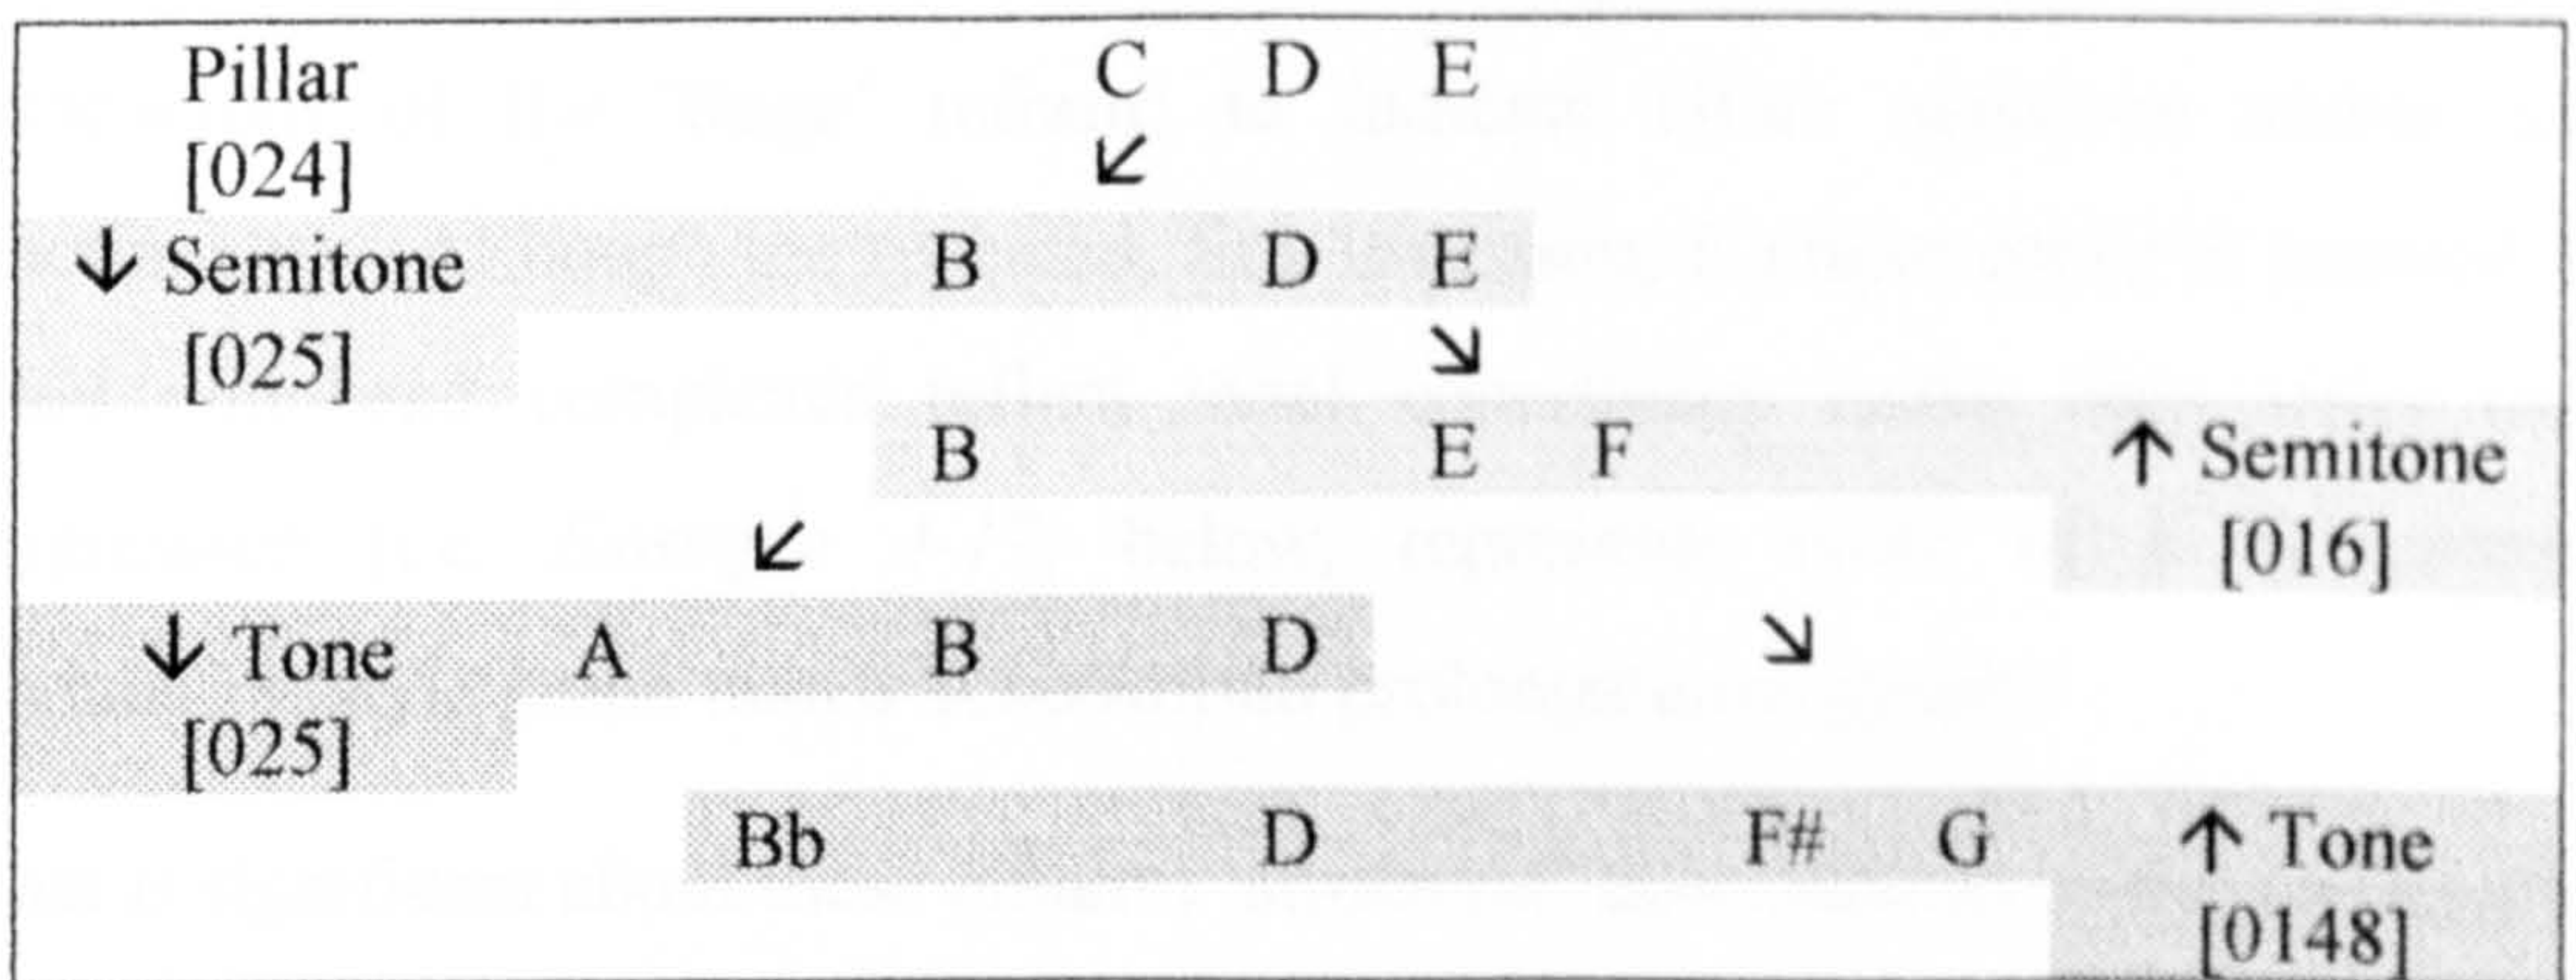 Pillar C D E
[024] ↙
↓ Semitone B D E
[025] ↘
B E F ↑ Semitone
↙ [016]
↓ Tone A B D ↘
[025]
Bb D F# G ↑ Tone
[0148]